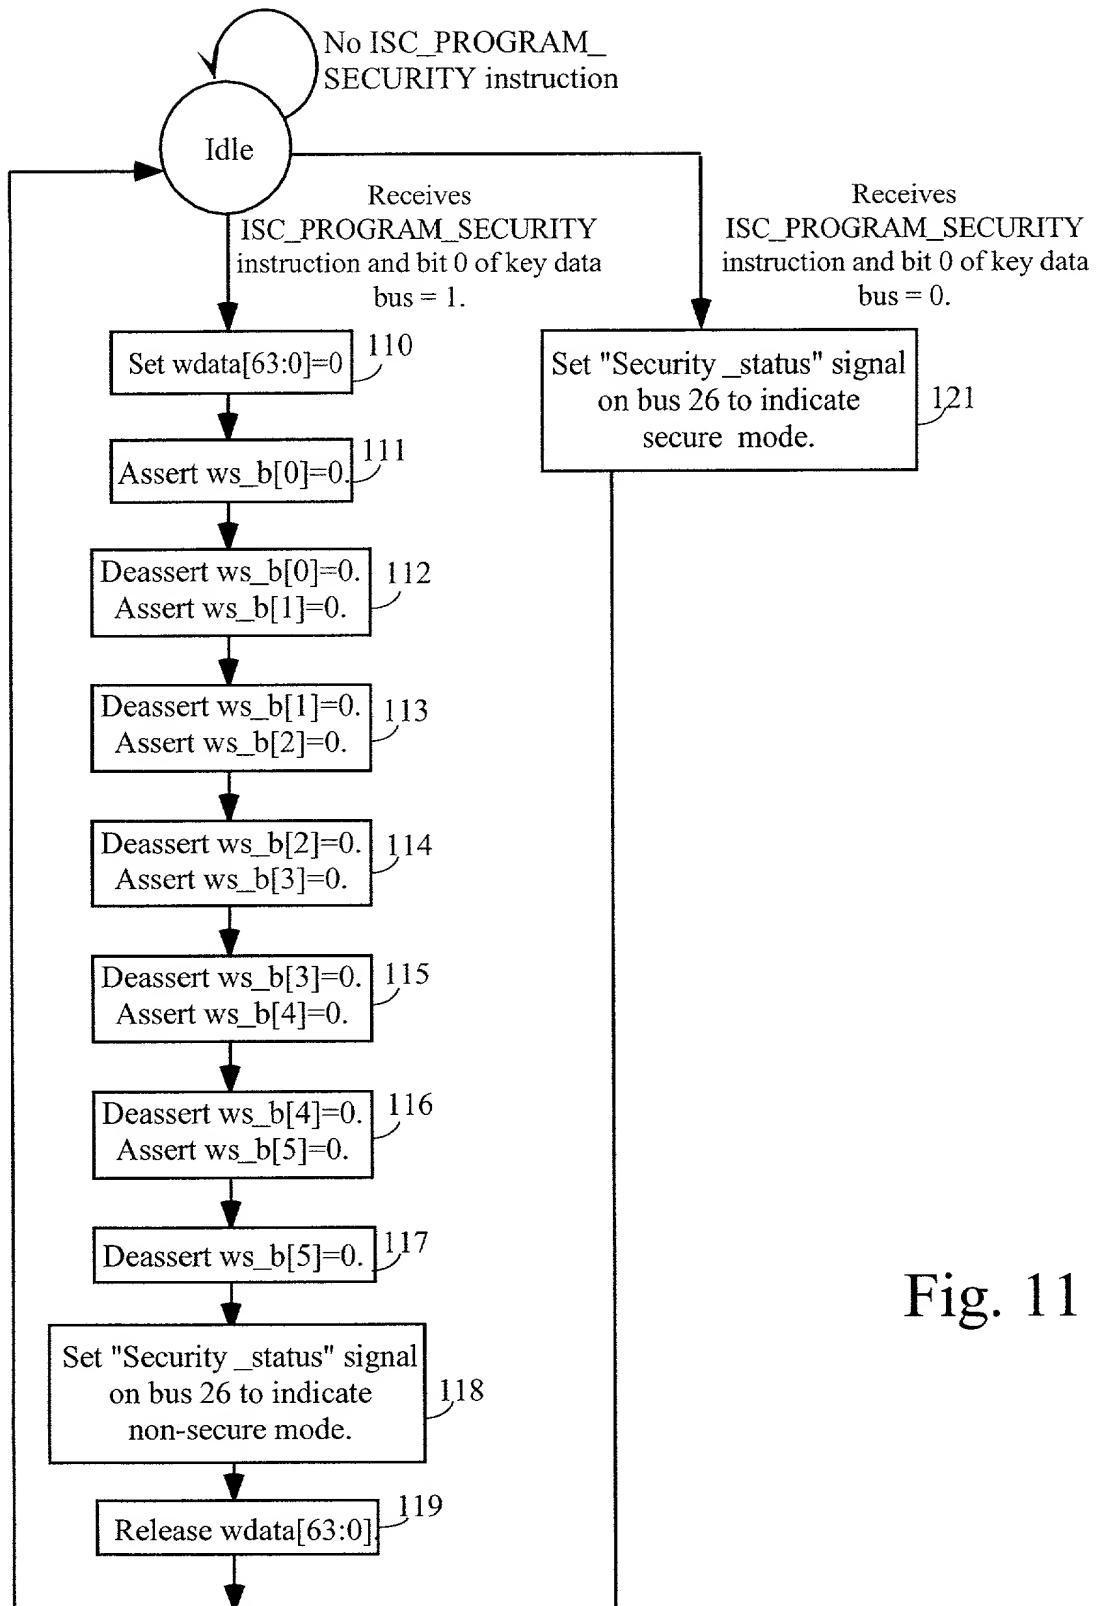 No ISC_PROGRAM_
SECURITY instruction
Idle
Receives
ISC_PROGRAM_SECURITY
instruction and bit 0 of key data
bus = 1.
Receives
ISC_PROGRAM_SECURITY
instruction and bit 0 of key data
bus = 0.
Set wdata[63:0]=0
110
Set "Security_status" signal
on bus 26 to indicate
secure mode.
121
Assert ws_b[0]=0.
111
Deassert ws_b[0]=0.
Assert ws_b[1]=0.
112
Deassert ws_b[1]=0.
Assert ws_b[2]=0.
113
Deassert ws_b[2]=0.
Assert ws_b[3]=0.
114
Deassert ws_b[3]=0.
Assert ws_b[4]=0.
115
Deassert ws_b[4]=0.
Assert ws_b[5]=0.
116
Deassert ws_b[5]=0.
117
Set "Security_status" signal
on bus 26 to indicate
non-secure mode.
118
Release wdata[63:0].
119
Fig. 11